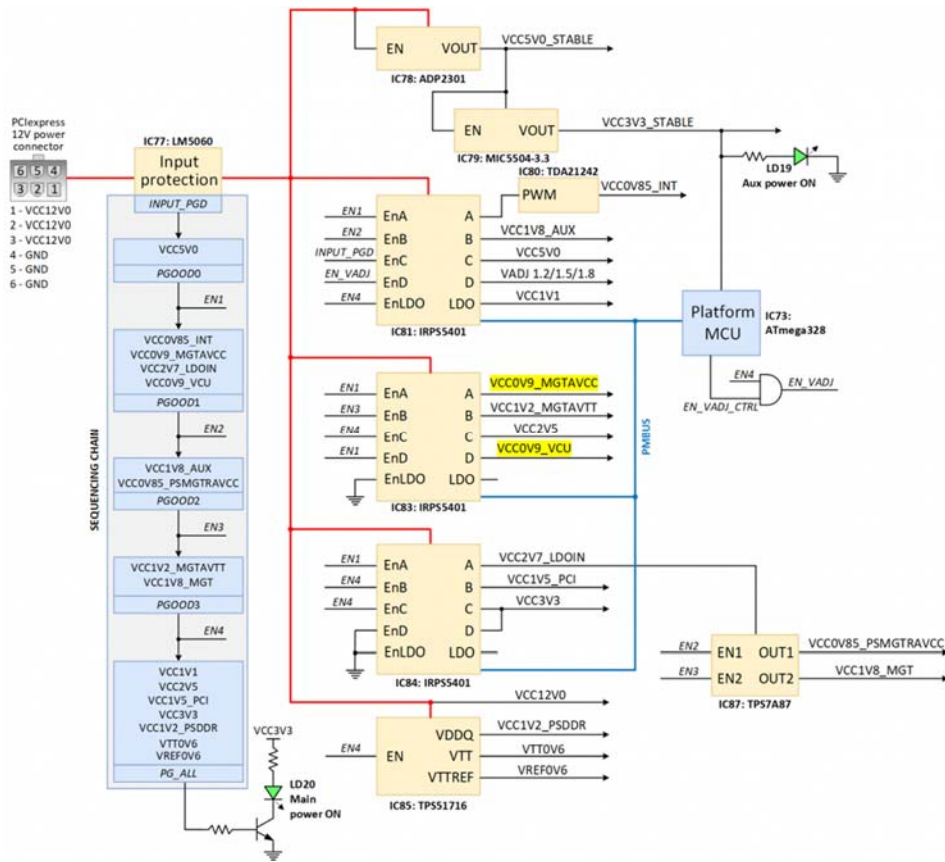 PCIexpress
12V power
connector
6 5 4
3 2 1
1 - VCC12V0
2 - VCC12V0
3 - VCC12V0
4 - GND
5 - GND
6 - GND
IC77: LM5060
Input
protection
INPUT_PGD
SEQUENCING CHAIN
VCC5V0
PGOOD0
EN1
VCC0V85_INT
VCC0V9_MGTAVCC
VCC2V7_LDOIN
VCC0V9_VCU
PGOOD1
EN2
VCC1V8_AUX
VCC0V85_PSMGTRAVCC
PGOOD2
EN3
VCC1V2_MGTAVTT
VCC1V8_MGT
PGOOD3
EN4
VCC1V1
VCC2V5
VCC1V5_PCI
VCC3V3
VCC1V2_PSDDR
VTT0V6
VREF0V6
PG_ALL
VCC3V3
LD20
Main
power ON
EN VOUT
VCC5V0_STABLE
IC78: ADP2301
EN VOUT
VCC3V3_STABLE
IC79: MIC5504-3.3
LD19
Aux power ON
IC80: TDA21242
PWM
VCC0V85_INT
EN1 EnA A
EN2 EnB B VCC1V8_AUX
INPUT_PGD EnC C VCC5V0
EN_VADJ EnD D VADJ 1.2/1.5/1.8
EN4 EnLDO LDO VCC1V1
IC81: IRPS5401
Platform
MCU
IC73:
ATmega328
EN4
EN_VADJ
EN_VADJ_CTRL
PMBUS
EN1 EnA A VCC0V9_MGTAVCC
EN3 EnB B VCC1V2_MGTAVTT
EN4 EnC C VCC2V5
EN1 EnD D VCC0V9_VCU
EnLDO LDO
IC83: IRPS5401
EN1 EnA A VCC2V7_LDOIN
EN4 EnB B VCC1V5_PCI
EN4 EnC C VCC3V3
EnD D
EnLDO LDO
IC84: IRPS5401
EN2 EN1 OUT1 VCC0V85_PSMGTRAVCC
EN3 EN2 OUT2 VCC1V8_MGT
IC87: TPS7A87
VCC12V0
VDDQ VCC1V2_PSDDR
EN4 EN VTT VTT0V6
VTTREF VREF0V6
IC85: TPS51716